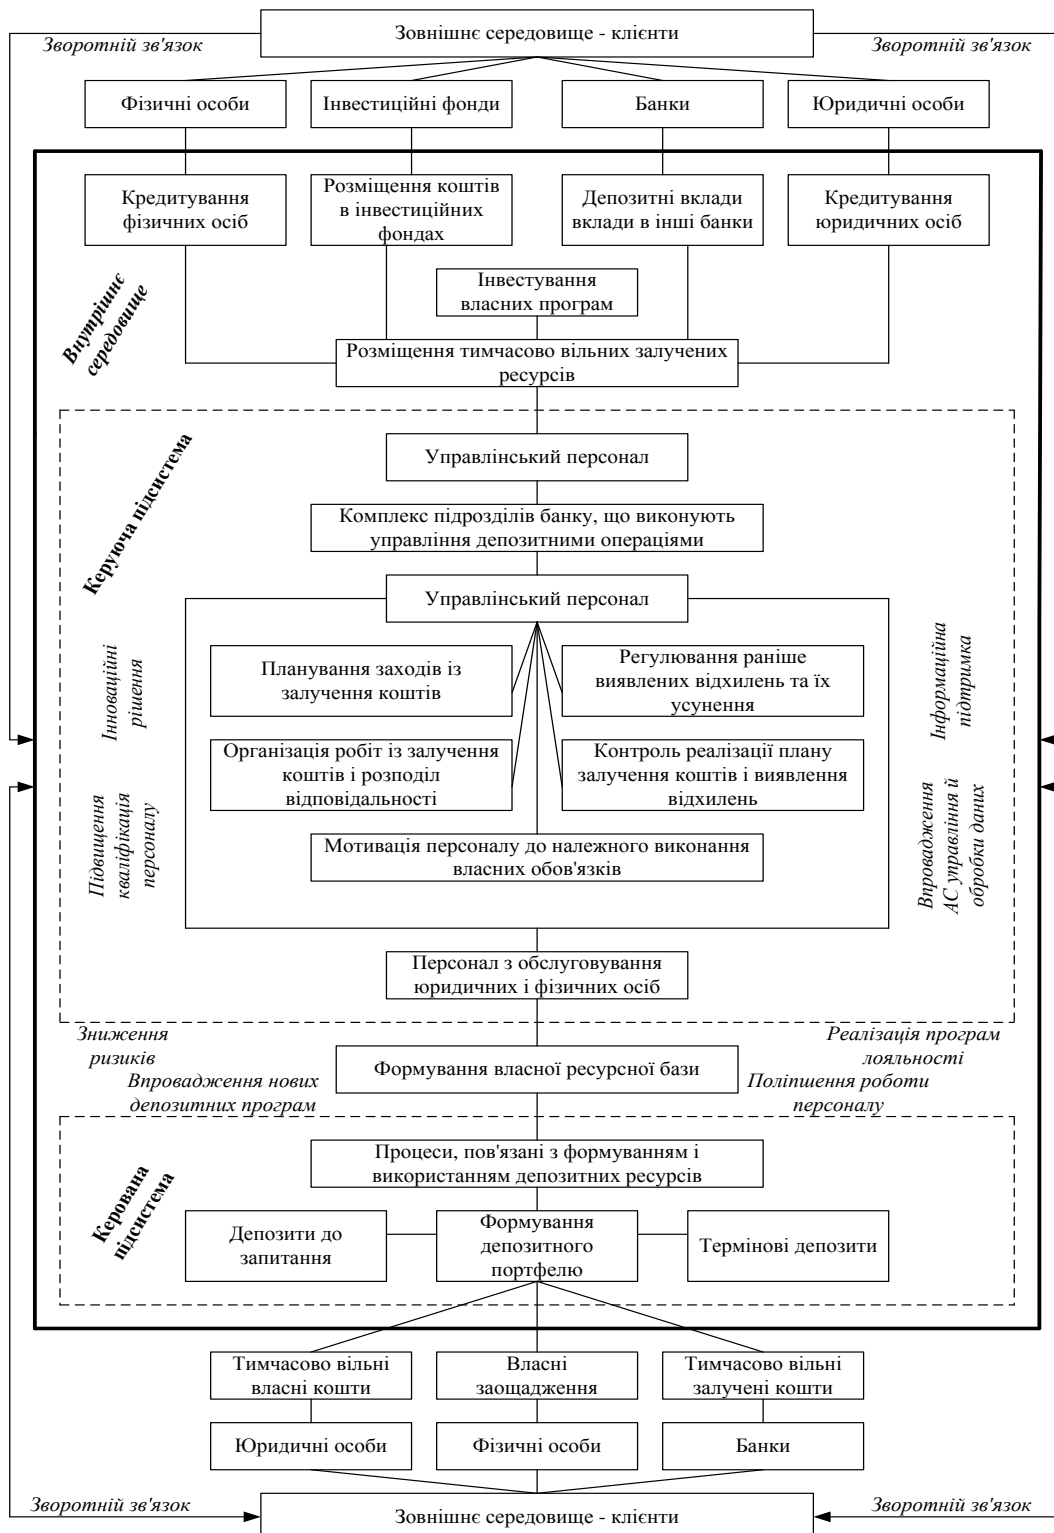 Зовнішнє середовище - клієнти
Зворотній зв'язок
Зворотній зв'язок
Фізичні особи
Інвестиційні фонди
Банки
Юридичні особи
Кредитування
фізичних осіб
Розміщення коштів
в інвестиційних
фондах
Депозитні вклади
вклади в інші банки
Кредитування
юридичних осіб
Внутрішнє
середовище
Інвестування
власних програм
Розміщення тимчасово вільних залучених
ресурсів
Керуюча підсистема
Управлінський персонал
Комплекс підрозділів банку, що виконують
управління депозитними операціями
Управлінський персонал
Інноваційні
рішення
Планування заходів із
залучення коштів
Регулювання раніше
виявлених відхилень та їх
усунення
Інформаційна
підтримка
Організація робіт із залучення
коштів і розподіл
відповідальності
Контроль реалізації плану
залучення коштів і виявлення
відхилень
Підвищення
кваліфікація
персоналу
Мотивація персоналу до належного виконання
власних обов'язків
Впровадження
АС управління й
обробки даних
Персонал з обслуговування
юридичних і фізичних осіб
Зниження
ризиків
Реалізація програм
лояльності
Формування власної ресурсної бази
Впровадження нових
депозитних програм
Поліпшення роботи
персоналу
Керована
підсистема
Процеси, пов'язані з формуванням і
використанням депозитних ресурсів
Депозити до
запитання
Формування
депозитного
портфелю
Термінові депозити
Тимчасово вільні
власні кошти
Власні
заощадження
Тимчасово вільні
залучені кошти
Юридичні особи
Фізичні особи
Банки
Зворотній зв'язок
Зворотній зв'язок
Зовнішнє середовище - клієнти